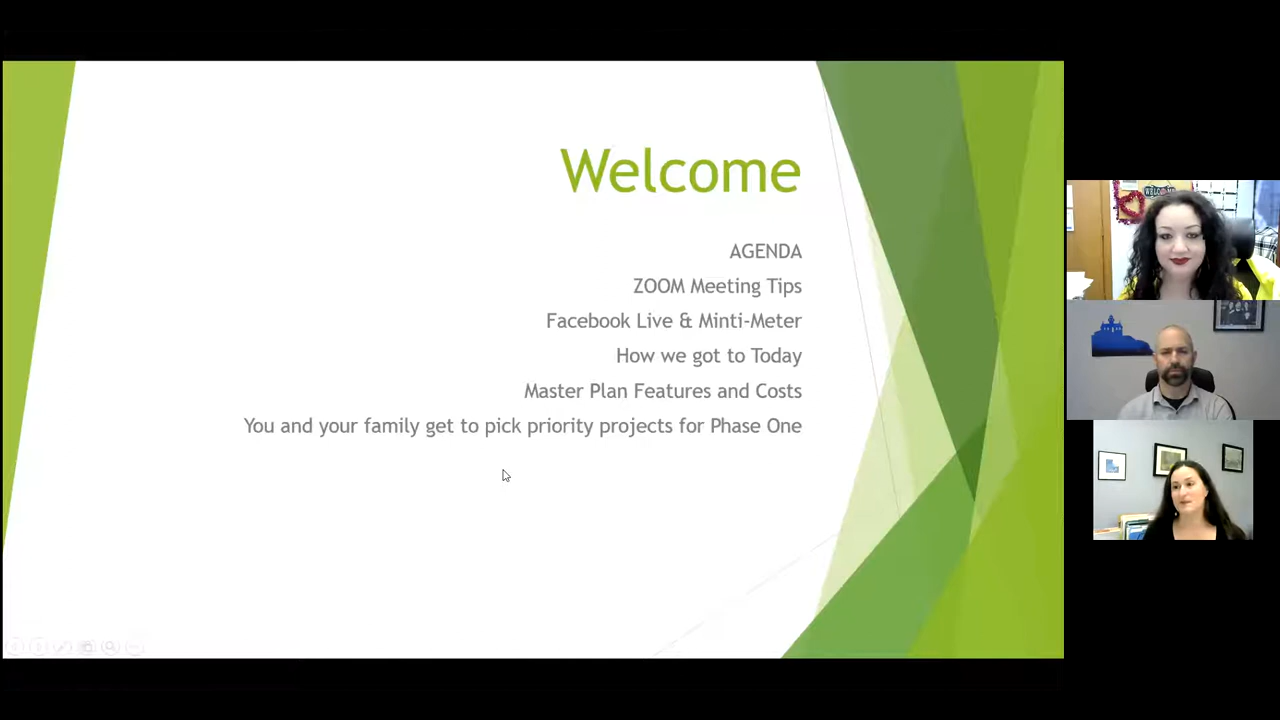 Welcome
AGENDA
ZOOM Meeting Tips
Facebook Live & Minti-Meter
How we got to Today
Master Plan Features and Costs
You and your family get to pick priority projects for Phase One
WELCOME